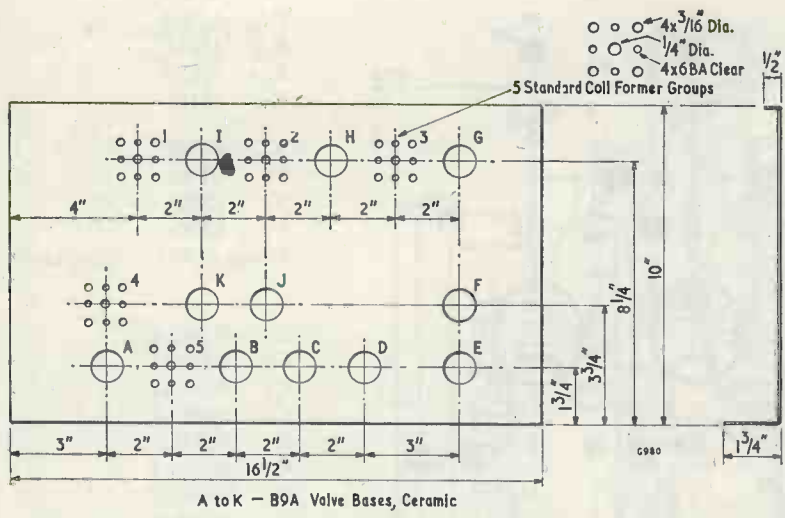 4x 3/16" Dia.
1/4" Dia.
4x6BA Clear
5 Standard Coil Former Groups
1/2"
1 I 2 H 3 G
4" 2" 2" 2" 2" 2"
4 K J F
A 5 B C D E
8 1/4"
10"
3 3/4"
1 3/4"
3" 2" 2" 2" 2" 3"
16 1/2"
G980
1 3/4"
A to K — B9A Valve Bases, Ceramic